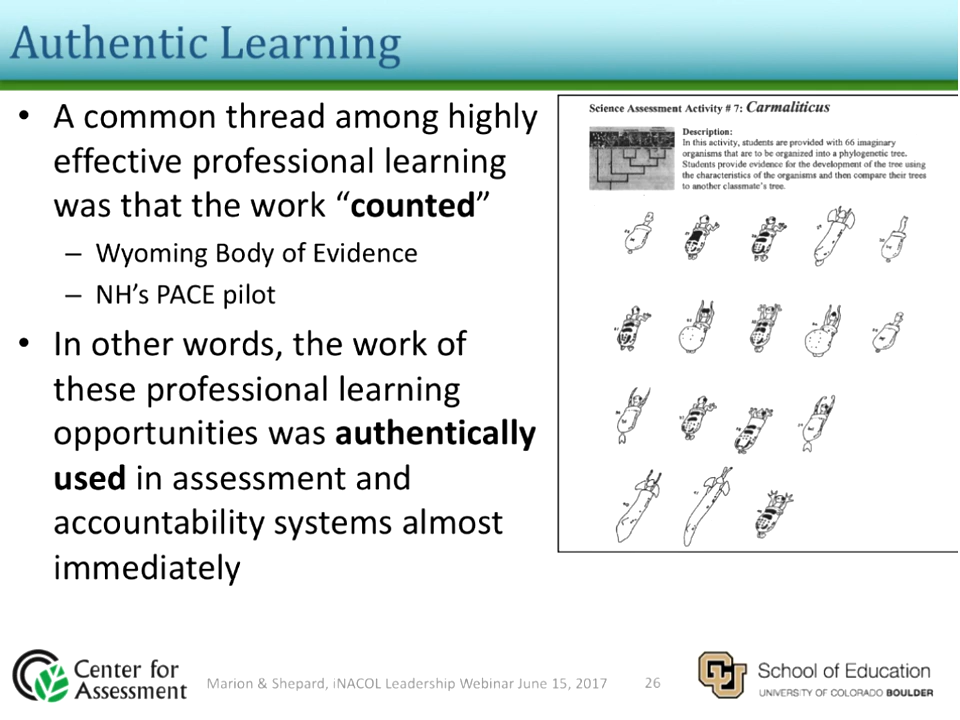 Authentic Learning
• A common thread among highly
effective professional learning
was that the work “counted”
– Wyoming Body of Evidence
– NH’s PACE pilot
• In other words, the work of
these professional learning
opportunities was authentically
used in assessment and
accountability systems almost
immediately
Science Assessment Activity # 7: Carmaliticus
Description:
In this activity, students are provided with 66 imaginary
organisms that are to be organized into a phylogenetic tree.
Students provide evidence for the development of the tree using
the characteristics of the organisms and then compare their trees
to another classmate's tree.
Center for
Assessment
Marion & Shepard, iNACOL Leadership Webinar June 15, 2017
26
CU
School of Education
UNIVERSITY OF COLORADO BOULDER